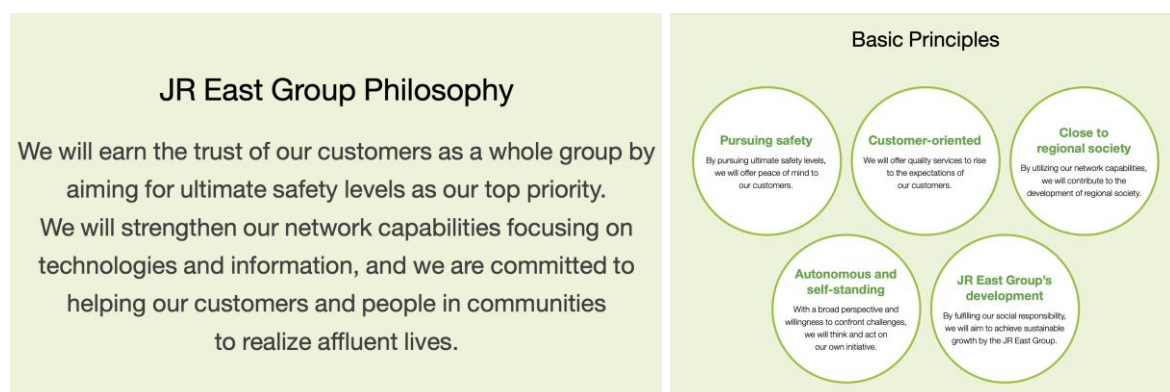 JR East Group Philosophy
We will earn the trust of our customers as a whole group by
aiming for ultimate safety levels as our top priority.
We will strengthen our network capabilities focusing on
technologies and information, and we are committed to
helping our customers and people in communities
to realize affluent lives.
Basic Principles
Pursuing safety
By pursuing ultimate safety levels,
we will offer peace of mind to
our customers.
Customer-oriented
We will offer quality services to rise
to the expectations of
our customers.
Close to
regional society
By utilizing our network capabilities,
we will contribute to the
development of regional society.
Autonomous and
self-standing
With a broad perspective and
willingness to confront challenges,
we will think and act on
our own initiative.
JR East Group's
development
By fulfilling our social responsibility,
we will aim to achieve sustainable
growth by the JR East Group.